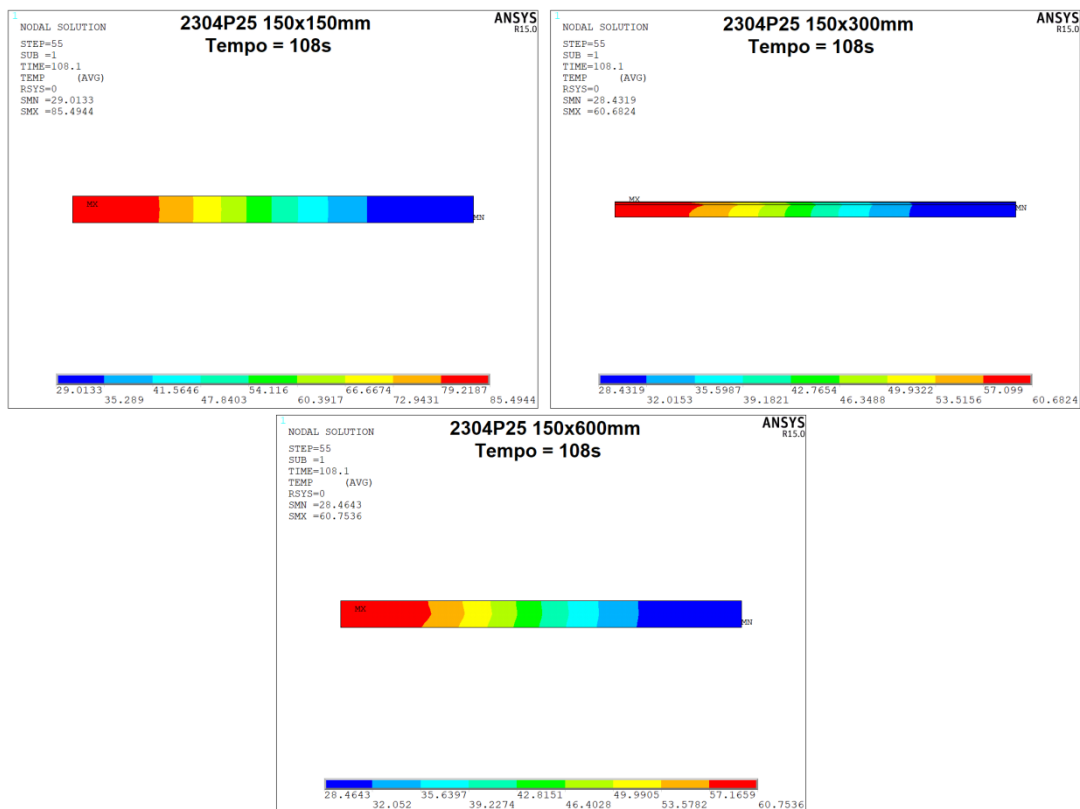 1
2304P25 150x150mm
Tempo = 108s
ANSYS
R15.0
NODAL SOLUTION
STEP=55
SUB =1
TIME=108.1
TEMP (AVG)
RSYS=0
SMN =29.0133
SMX =85.4944
MX
MN
29.0133 41.5646 54.116 66.6674 79.2187
35.289 47.8403 60.3917 72.9431 85.4944
1
2304P25 150x300mm
Tempo = 108s
ANSYS
R15.0
NODAL SOLUTION
STEP=55
SUB =1
TIME=108.1
TEMP (AVG)
RSYS=0
SMN =28.4319
SMX =60.6824
MX
MN
28.4319 35.5987 42.7654 49.9322 57.099
32.0153 39.1821 46.3488 53.5156 60.6824
1
2304P25 150x600mm
Tempo = 108s
ANSYS
R15.0
NODAL SOLUTION
STEP=55
SUB =1
TIME=108.1
TEMP (AVG)
RSYS=0
SMN =28.4643
SMX =60.7536
MX
MN
28.4643 35.6397 42.8151 49.9905 57.1659
32.052 39.2274 46.4028 53.5782 60.7536